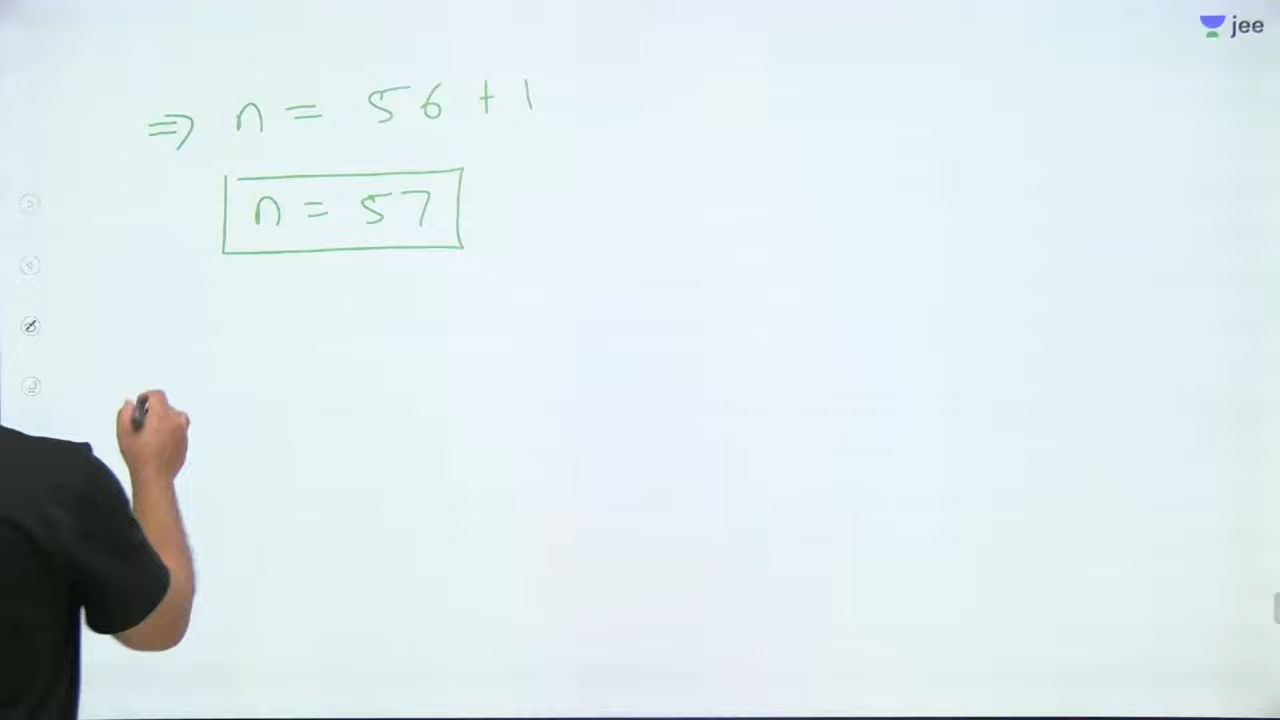 jee
⇒ n = 56 + 1
n = 57